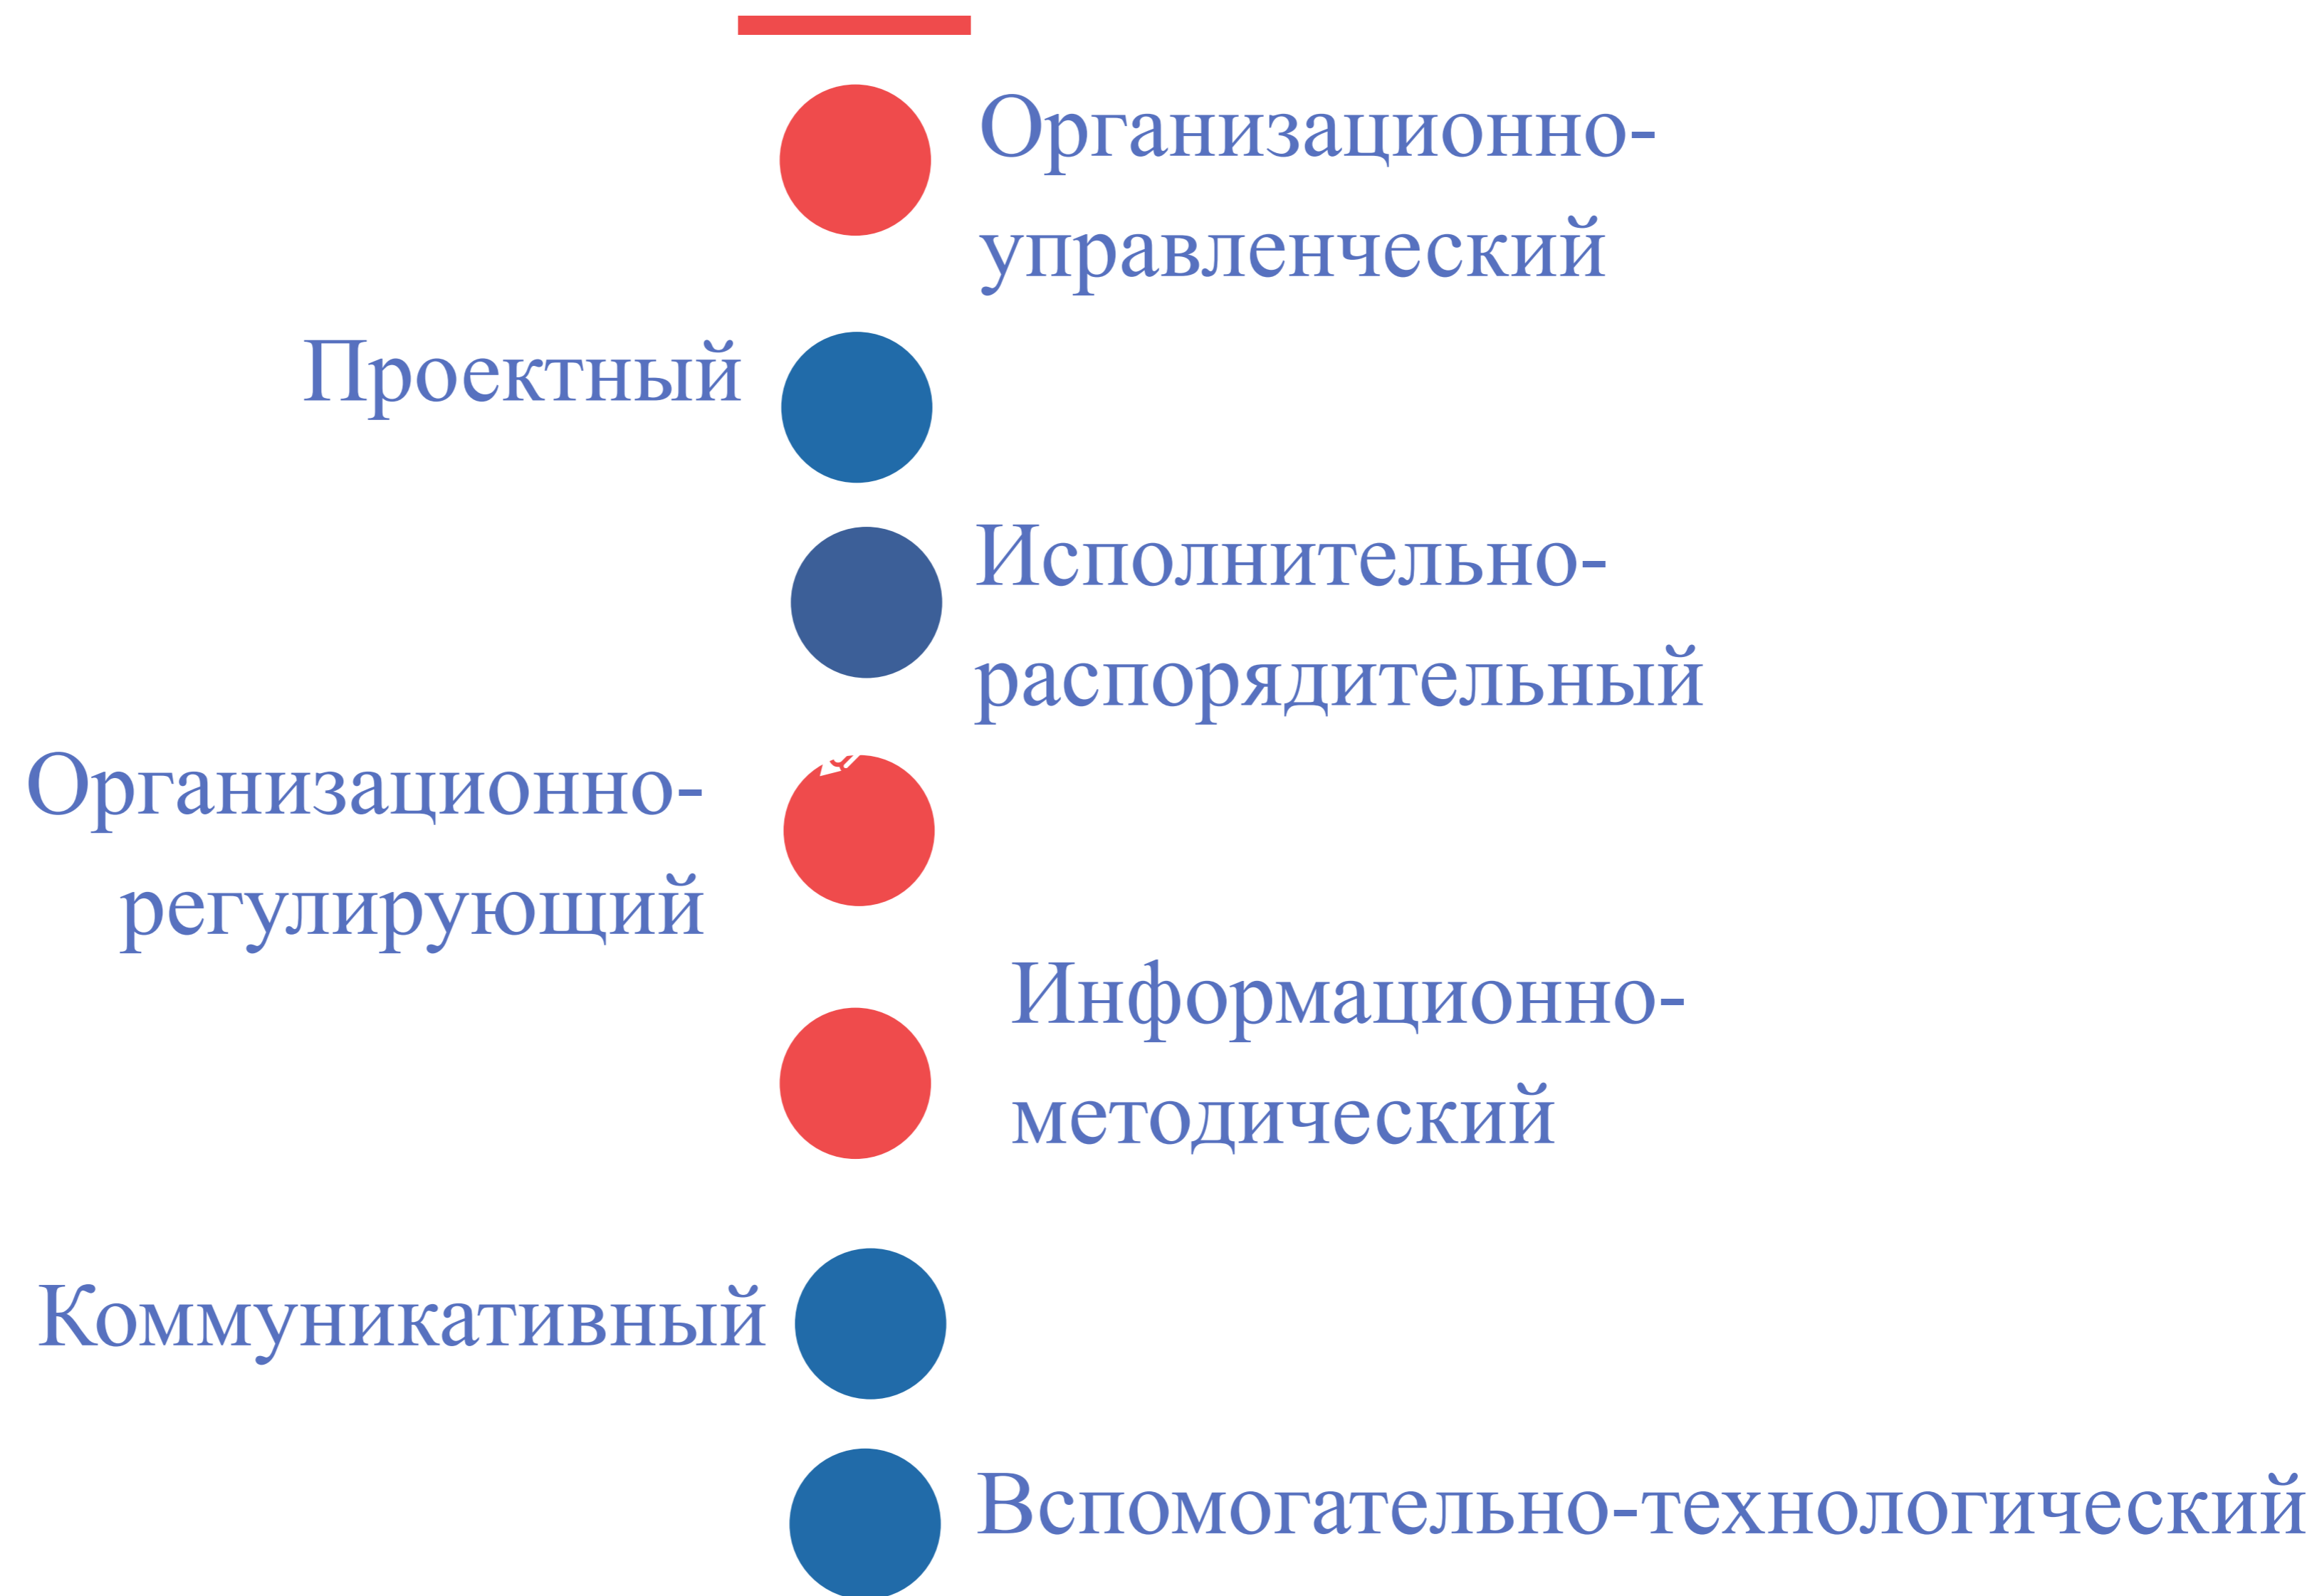 Организационно-
управленческий
Проектный
Исполнительно-
распорядительный
Организационно-
регулирующий
Информационно-
методический
Коммуникативный
Вспомогательно-технологический